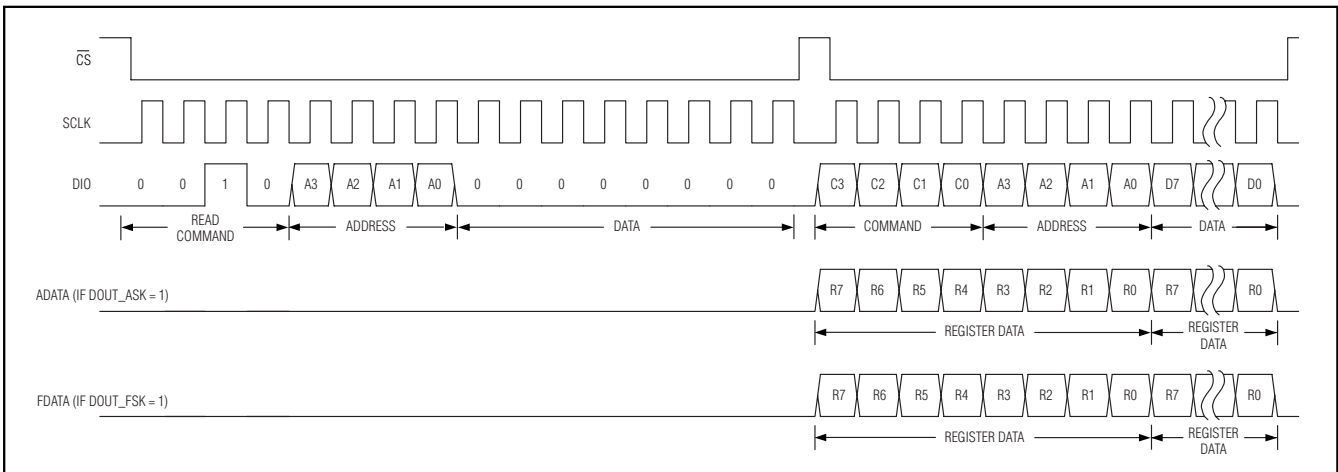 CS
SCLK
DIO 0 0 1 0 A3 A2 A1 A0 0 0 0 0 0 0 0 0 C3 C2 C1 C0 A3 A2 A1 A0 D7 D0
READ COMMAND ADDRESS DATA COMMAND ADDRESS DATA
ADATA (IF DOUT_ASK = 1) R7 R6 R5 R4 R3 R2 R1 R0 R7 R0
REGISTER DATA REGISTER DATA
FDATA (IF DOUT_FSK = 1) R7 R6 R5 R4 R3 R2 R1 R0 R7 R0
REGISTER DATA REGISTER DATA